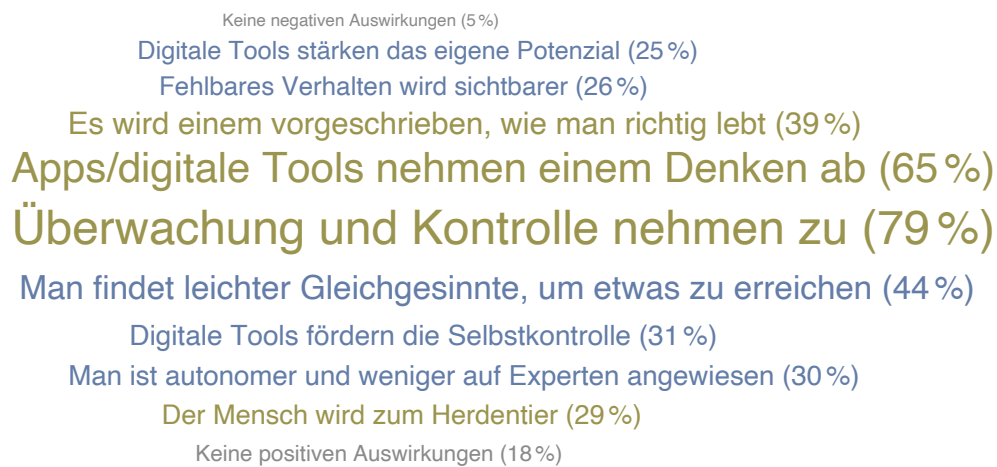 Keine negativen Auswirkungen (5 %)
Digitale Tools stärken das eigene Potenzial (25 %)
Fehlbares Verhalten wird sichtbarer (26 %)
Es wird einem vorgeschrieben, wie man richtig lebt (39 %)
Apps/digitale Tools nehmen einem Denken ab (65 %)
Überwachung und Kontrolle nehmen zu (79 %)
Man findet leichter Gleichgesinnte, um etwas zu erreichen (44 %)
Digitale Tools fördern die Selbstkontrolle (31 %)
Man ist autonomer und weniger auf Experten angewiesen (30 %)
Der Mensch wird zum Herdentier (29 %)
Keine positiven Auswirkungen (18 %)